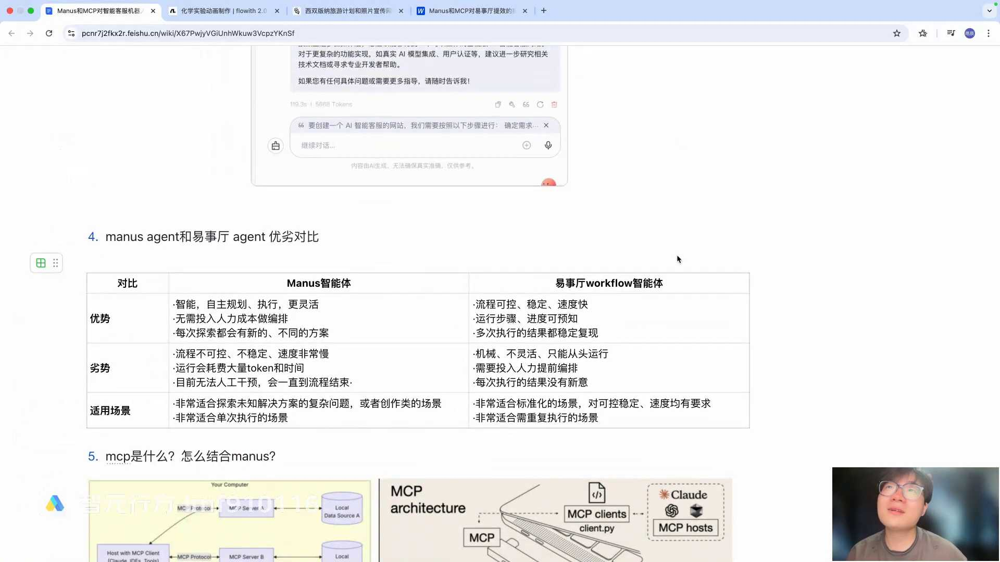 Manus和MCP对智能客服机器人
化学实验动画制作 | flowith 2.0
西双版纳旅游计划和照片宣传网
Manus和MCP对易事厅提效的
pcnr7j2fkx2r.feishu.cn/wiki/X67PwjyVGiUnhWkuw3VcpzYKnSf
皓辰
对于更复杂的功能实现，如真实 AI 模型集成、用户认证等，建议进一步研究相关
技术文档或寻求专业开发者帮助。
如果您有任何具体问题或需要更多指导，请随时告诉我！
119.3s | 5668 Tokens
要创建一个 AI 智能客服的网站，我们需要按照以下步骤进行： 确定需求...
继续对话...
内容由AI生成，无法确保真实准确，仅供参考。
4. manus agent和易事厅 agent 优劣对比
对比 Manus智能体 易事厅workflow智能体
优势
·智能，自主规划、执行，更灵活
·无需投入人力成本做编排
·每次探索都会有新的、不同的方案
·流程可控、稳定、速度快
·运行步骤、进度可预知
·多次执行的结果都稳定复现
劣势
·流程不可控、不稳定、速度非常慢
·运行会耗费大量token和时间
·目前无法人工干预，会一直到流程结束·
·机械、不灵活、只能从头运行
·需要投入人力提前编排
·每次执行的结果没有新意
适用场景
·非常适合探索未知解决方案的复杂问题，或者创作类的场景
·非常适合单次执行的场景
·非常适合标准化的场景，对可控稳定、速度均有要求
·非常适合需重复执行的场景
5. mcp是什么？怎么结合manus?
Your Computer
MCP Protocol
MCP Server A
Local
Data Source A
Host with MCP Client
(Claude, IDEs, Tools)
MCP Protocol
MCP Server B
Local
MCP
architecture
MCP clients
client.py
Claude
MCP hosts
MCP
智元行方 lmf910116